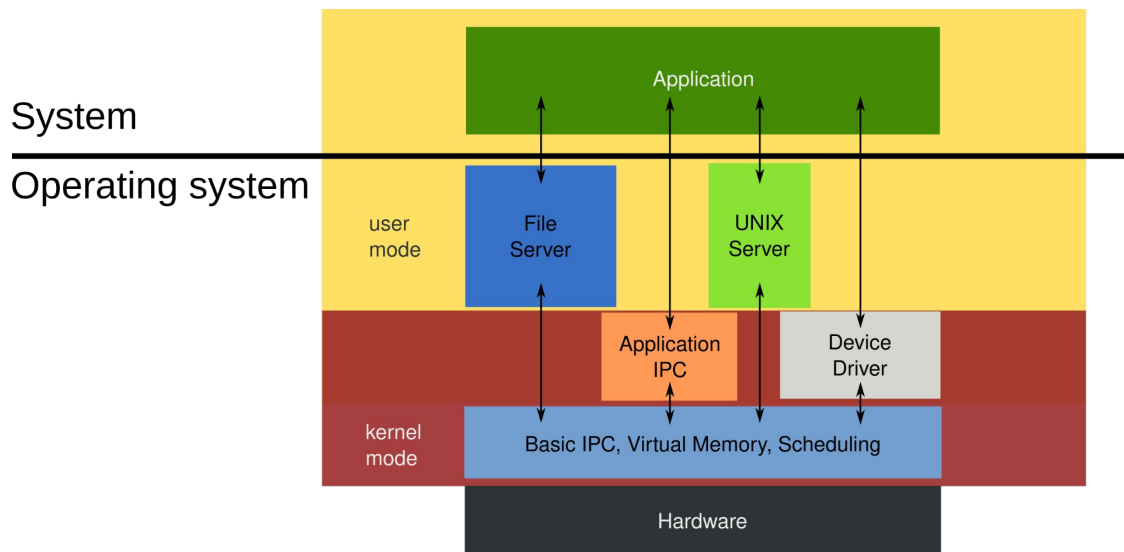 Application
System
Operating system
user
mode
File
Server
UNIX
Server
Application
IPC
Device
Driver
kernel
mode
Basic IPC, Virtual Memory, Scheduling
Hardware